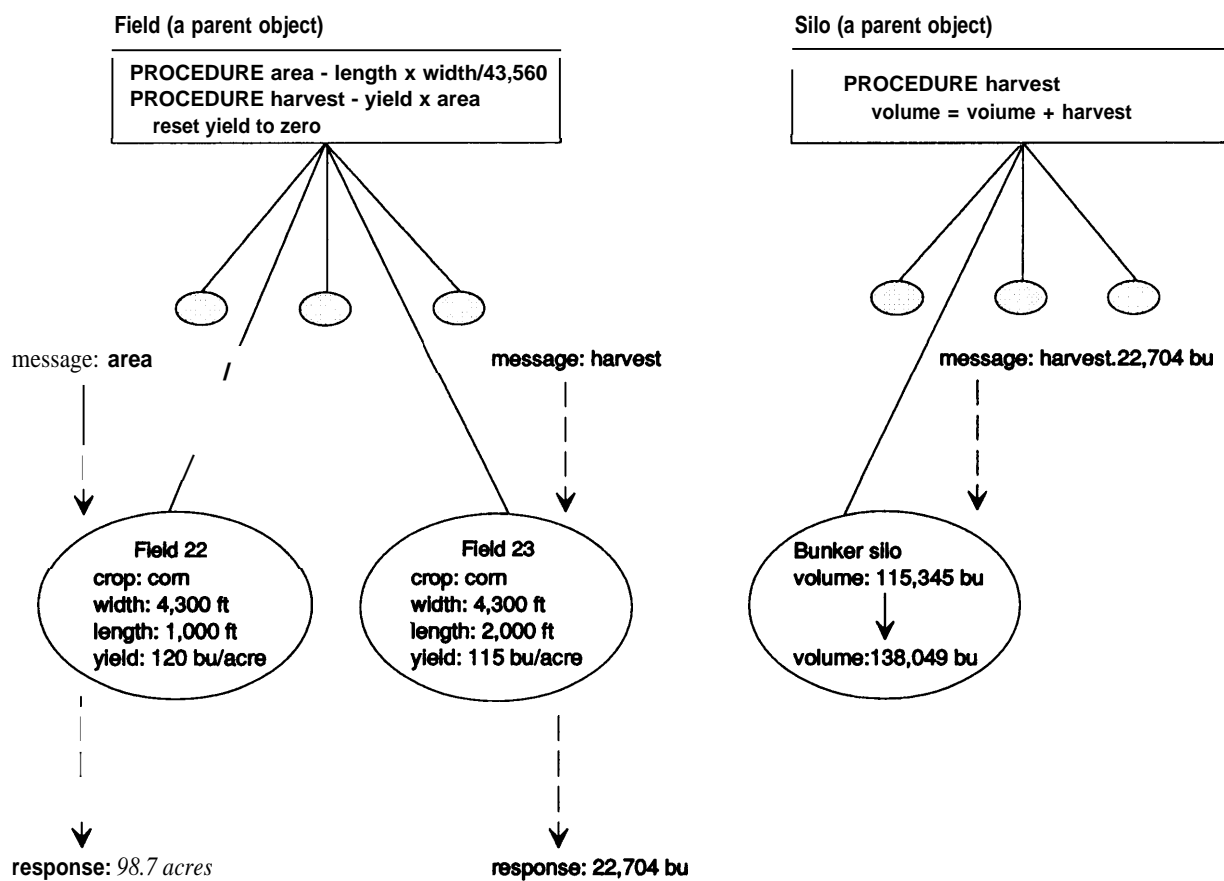 Field (a parent object)
PROCEDURE area - length x width/43,560
PROCEDURE harvest - yield x area
reset yield to zero
Silo (a parent object)
PROCEDURE harvest
volume = voiume + harvest
message: area
message: harvest
message: harvest.22,704 bu
Field 22
crop: corn
width: 4,300 ft
length: 1,000 ft
yield: 120 bu/acre
Field 23
crop: corn
width: 4,300 ft
length: 2,000 ft
yield: 115 bu/acre
Bunker silo
volume: 115,345 bu
volume:138,049 bu
response: 98.7 acres
response: 22,704 bu